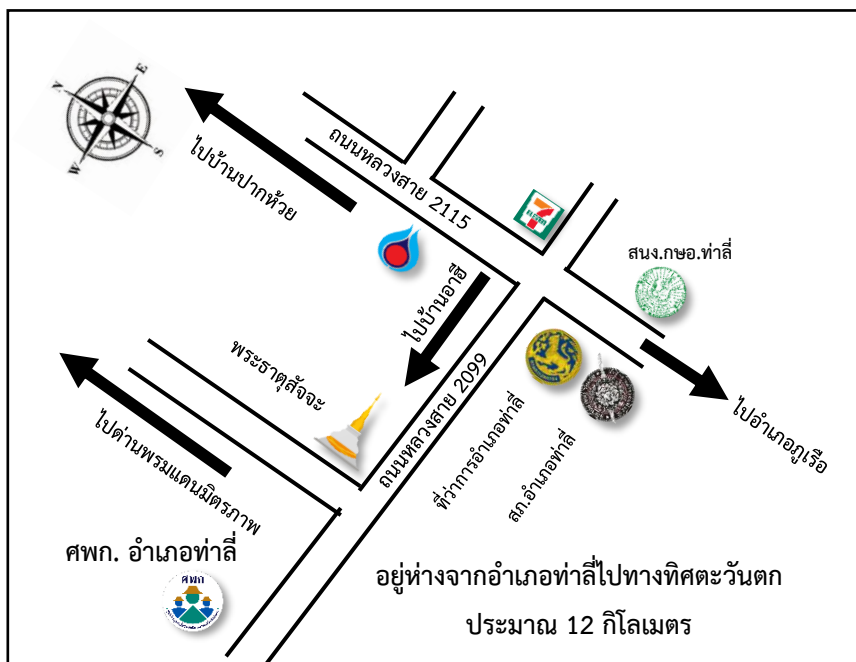 E
N
S
W
ไปบ้านปากห้วย
ถนนหลวงสาย 2115
7
ELEVEN
สนง.กษอ.ท่าลี่
ไปบ้านอาฮี
พระธาตุสัจจะ
ถนนหลวงสาย 2099
ไปอำเภอภูเรือ
ที่ว่าการอำเภอท่าลี่
สภ.อำเภอท่าลี่
ไปด่านพรมแดนมิตรภาพ
ศพก. อำเภอท่าลี่
ศพก
อยู่ห่างจากอำเภอท่าลี่ไปทางทิศตะวันตก
ประมาณ 12 กิโลเมตร